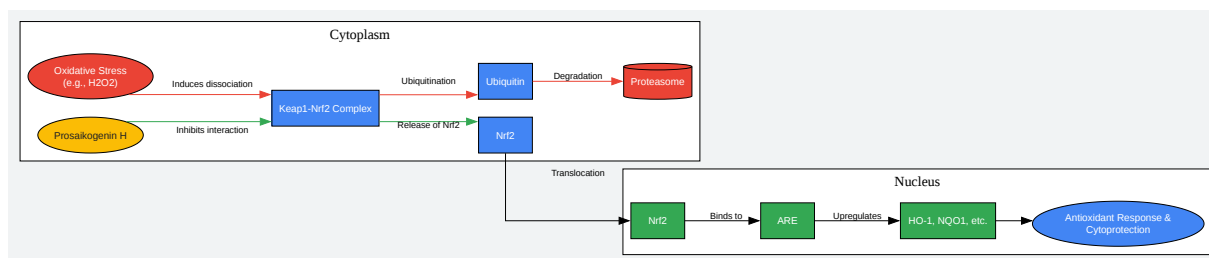 Cytoplasm
Oxidative Stress
(e.g., H2O2)
Induces dissociation
Prosaikogenin H
Inhibits interaction
Keap1-Nrf2 Complex
Ubiquitination
Release of Nrf2
Ubiquitin
Degradation
Proteasome
Nrf2
Translocation
Nucleus
Nrf2
Binds to
ARE
Upregulates
HO-1, NQO1, etc.
Antioxidant Response &
Cytoprotection